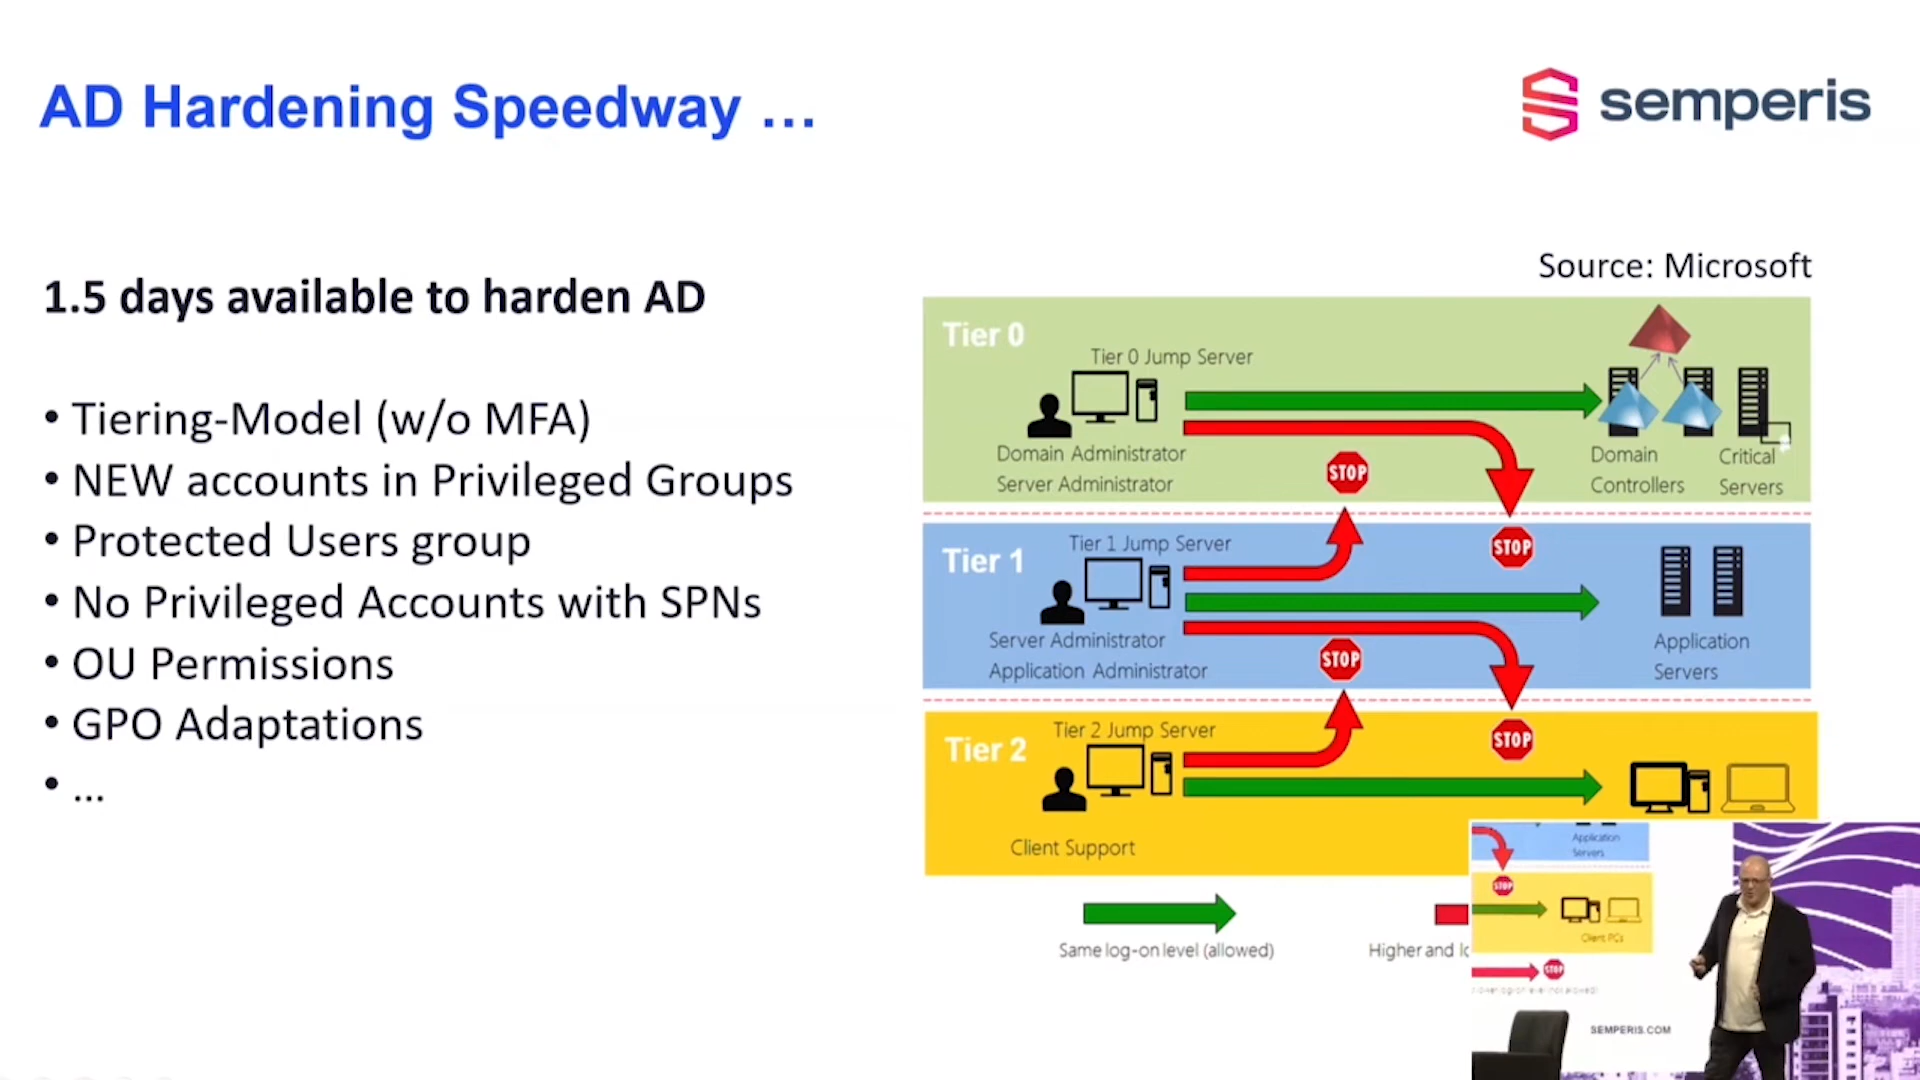 AD Hardening Speedway ...
semperis
1.5 days available to harden AD
• Tiering-Model (w/o MFA)
• NEW accounts in Privileged Groups
• Protected Users group
• No Privileged Accounts with SPNs
• OU Permissions
• GPO Adaptations
• ...
Source: Microsoft
Tier 0
Tier 0 Jump Server
Domain Administrator
Server Administrator
STOP
Domain
Controllers
Critical
Servers
Tier 1
Tier 1 Jump Server
STOP
Server Administrator
Application Administrator
STOP
Application
Servers
Tier 2
Tier 2 Jump Server
STOP
Client Support
Same log-on level (allowed)
Higher and lo
Application
Servers
STOP
Client PCs
STOP
SEMPERIS.COM